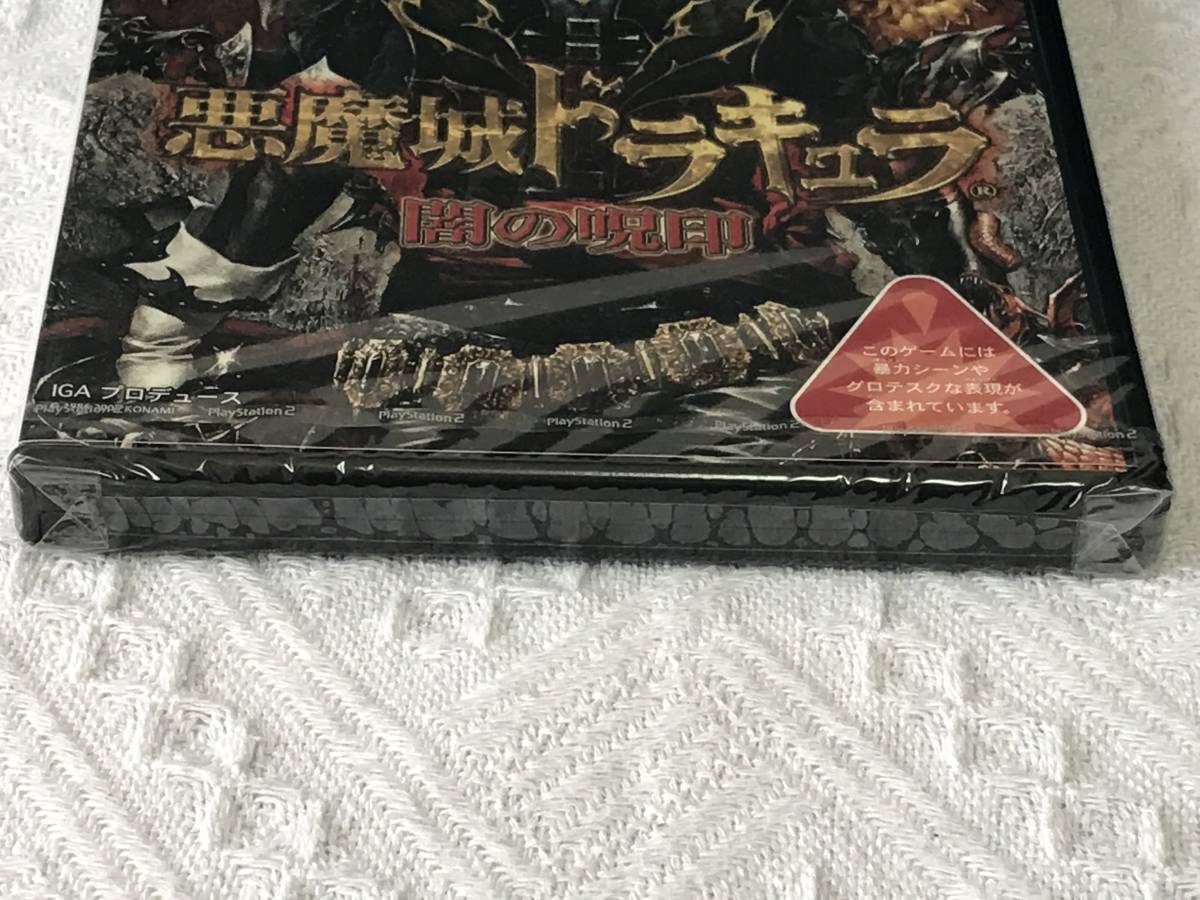 悪魔城ドラキュラ®
闇の呪印
このゲームには
暴力シーンや
グロテスクな表現が
含まれています。
IGA プロデュース
KONAMI
PlayStation 2
PlayStation 2
PlayStation 2
PlayStation 2